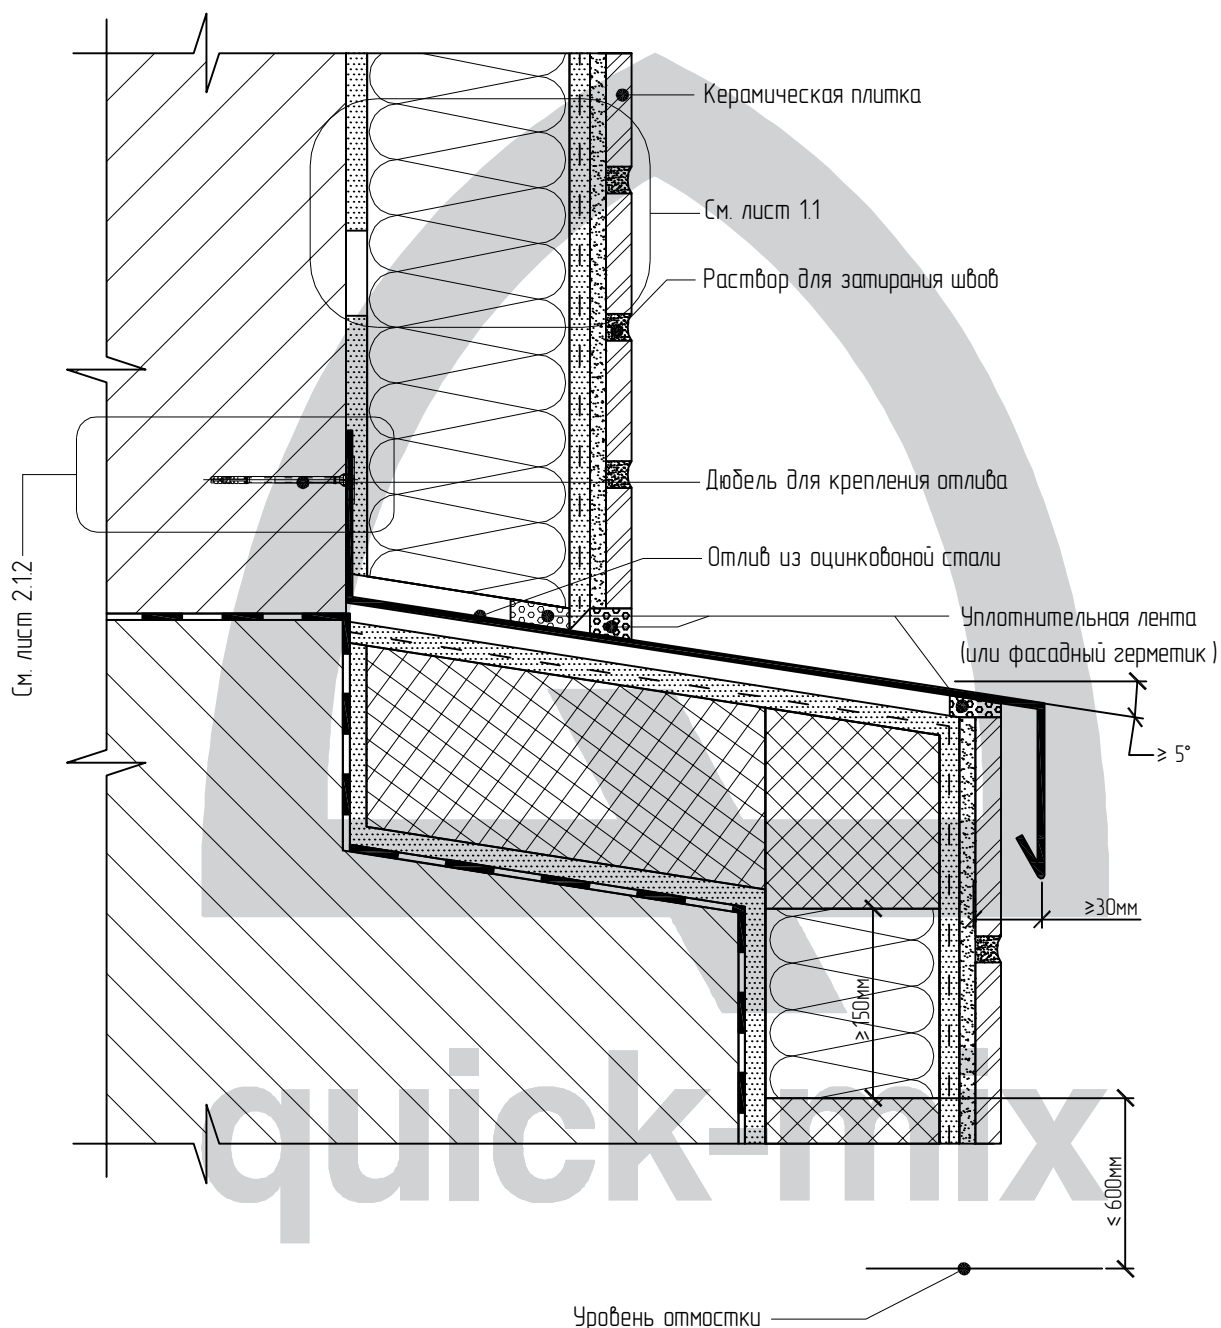 Керамическая плитка
См. лист 1.1
Раствор для затирания швов
Дюбель для крепления отлива
Отлив из оцинковоной стали
См. лист 2.1.2
Уплотнительная лента
(или фасадный герметик)
≥ 5°
≥30мм
≥ 150мм
quick-mix
≤ 600мм
Уровень отмостки